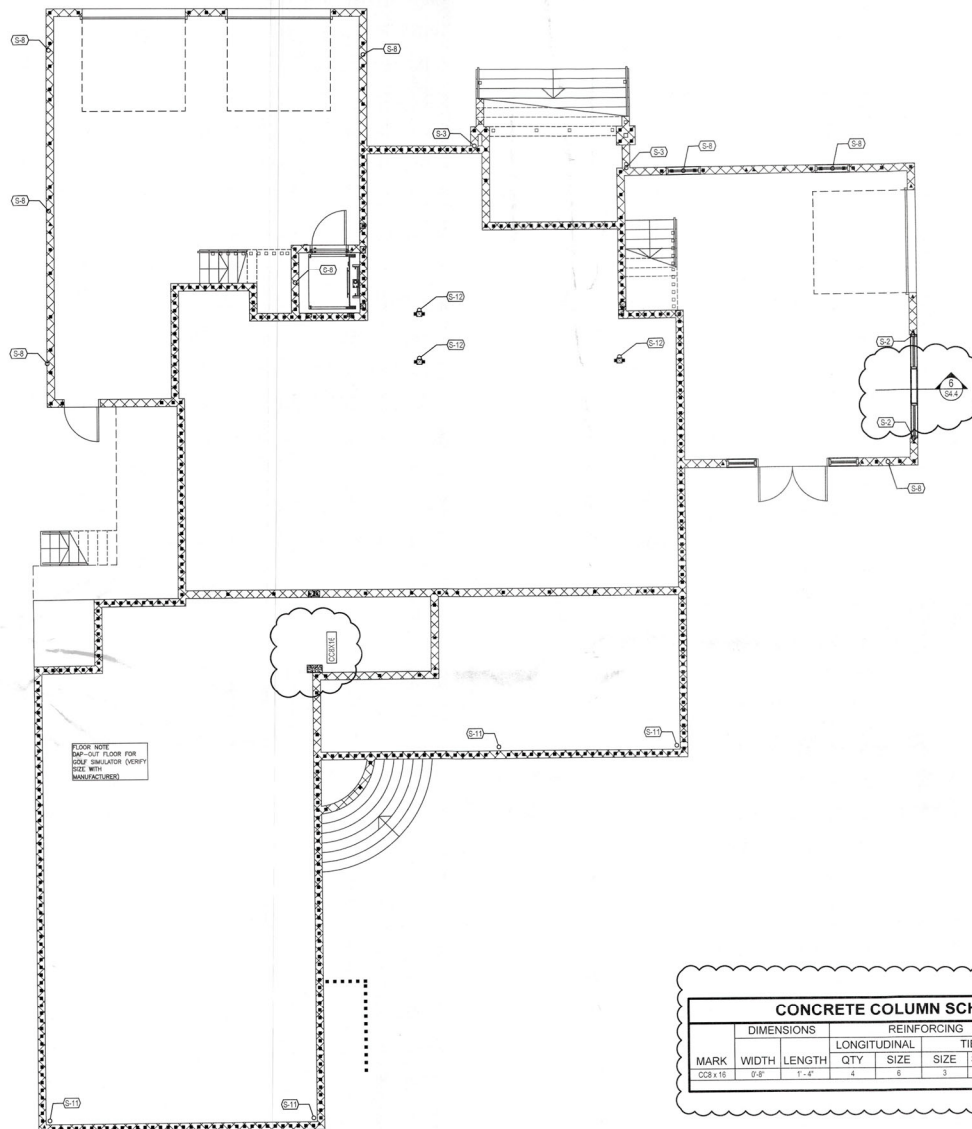 S-8
S-8
S-3
S-3
S-8
S-8
S-8
S-8
S-12
S-12
S-12
S-8
S-2
6
S4.4
S-2
S-8
CC8X16
S-11
S-11
FLOOR NOTE
DAP-OUT FLOOR FOR
GOLF SIMULATOR (VERIFY
SIZE WITH
MANUFACTURER)
S-11
S-11
CONCRETE COLUMN SCH
DIMENSIONS REINFORCING
LONGITUDINAL TIE
MARK WIDTH LENGTH QTY SIZE SIZE
CC8 x 16 0'-8" 1' - 4" 4 6 3